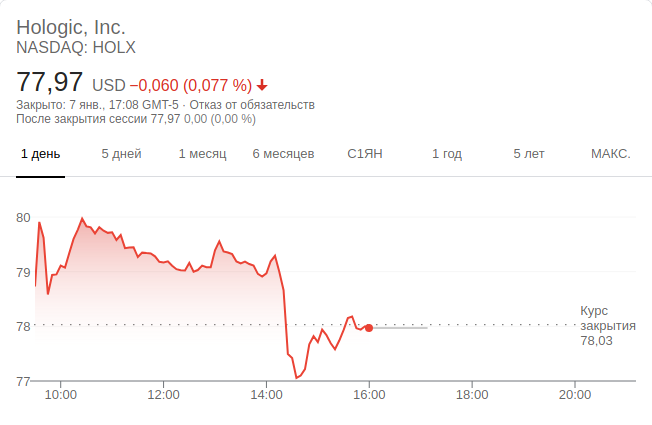 Hologic, Inc.
NASDAQ: HOLX
77,97 USD −0,060 (0,077 %)
Закрыто: 7 янв., 17:08 GMT-5 · Отказ от обязательств
После закрытия сессии 77,97 0,00 (0,00 %)
1 день 5 дней 1 месяц 6 месяцев С1ЯН 1 год 5 лет МАКС.
80
79
78
77
Курс
закрытия
78,03
10:00 12:00 14:00 16:00 18:00 20:00